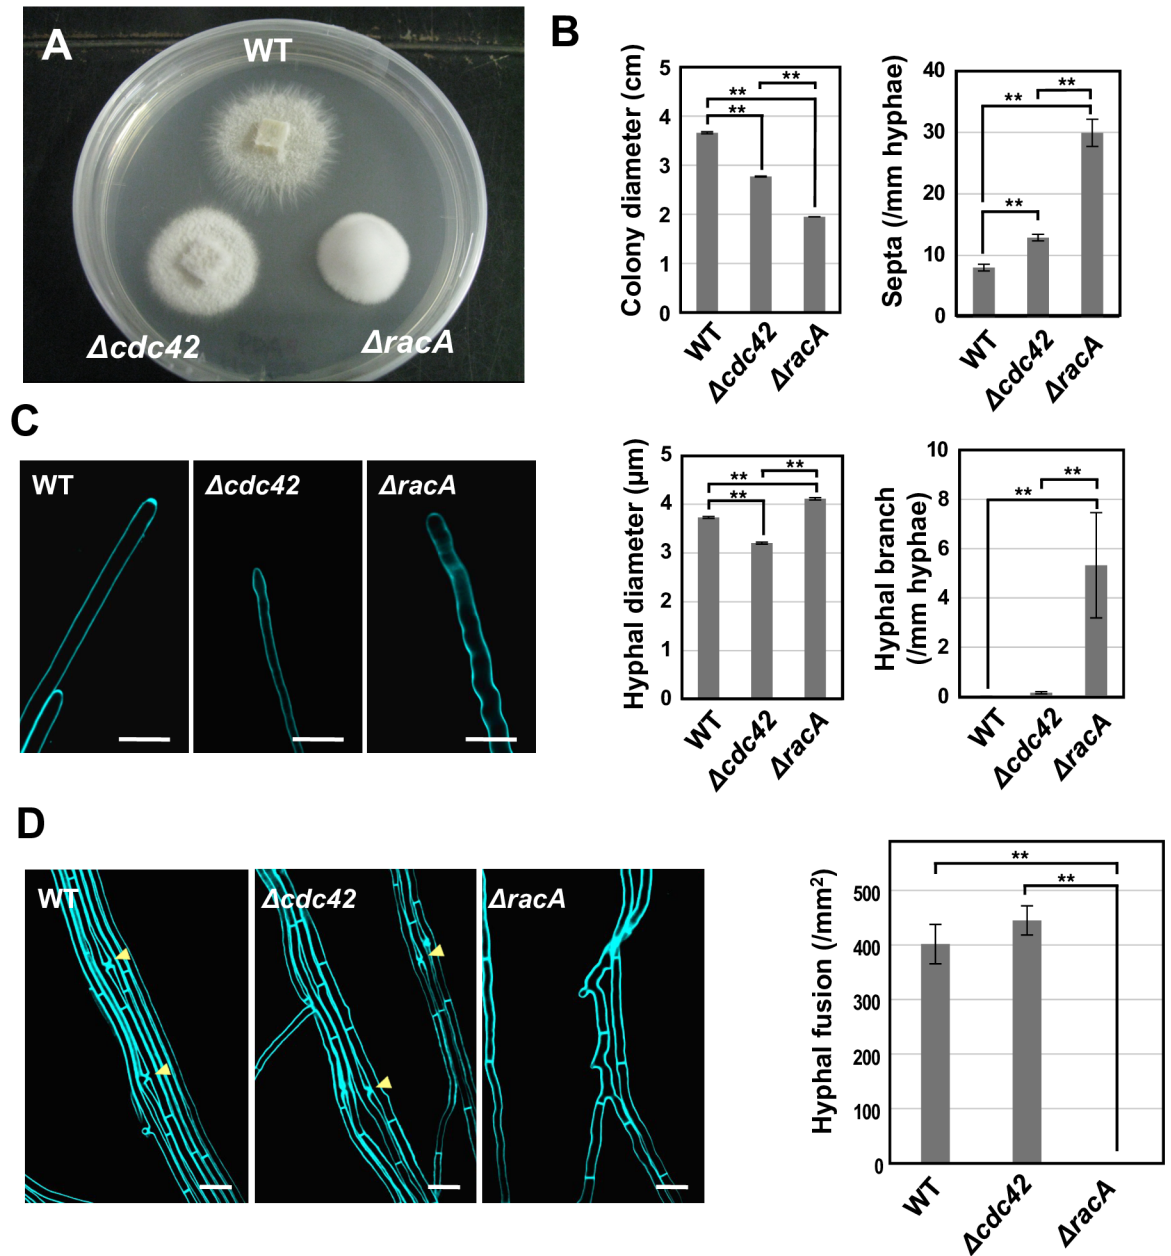 A
WT
Δcdc42
ΔracA
B
Colony diameter (cm)
5
4
3
2
1
0
WT
Δcdc42
ΔracA
**
**
**
Septa (/mm hyphae)
40
30
20
10
0
WT
Δcdc42
ΔracA
**
**
**
Hyphal diameter (μm)
5
4
3
2
1
0
WT
Δcdc42
ΔracA
**
**
**
Hyphal branch
(/mm hyphae)
10
8
6
4
2
0
WT
Δcdc42
ΔracA
**
**
C
WT
Δcdc42
ΔracA
D
WT
Δcdc42
ΔracA
Hyphal fusion (/mm²)
500
400
300
200
100
0
WT
Δcdc42
ΔracA
**
**